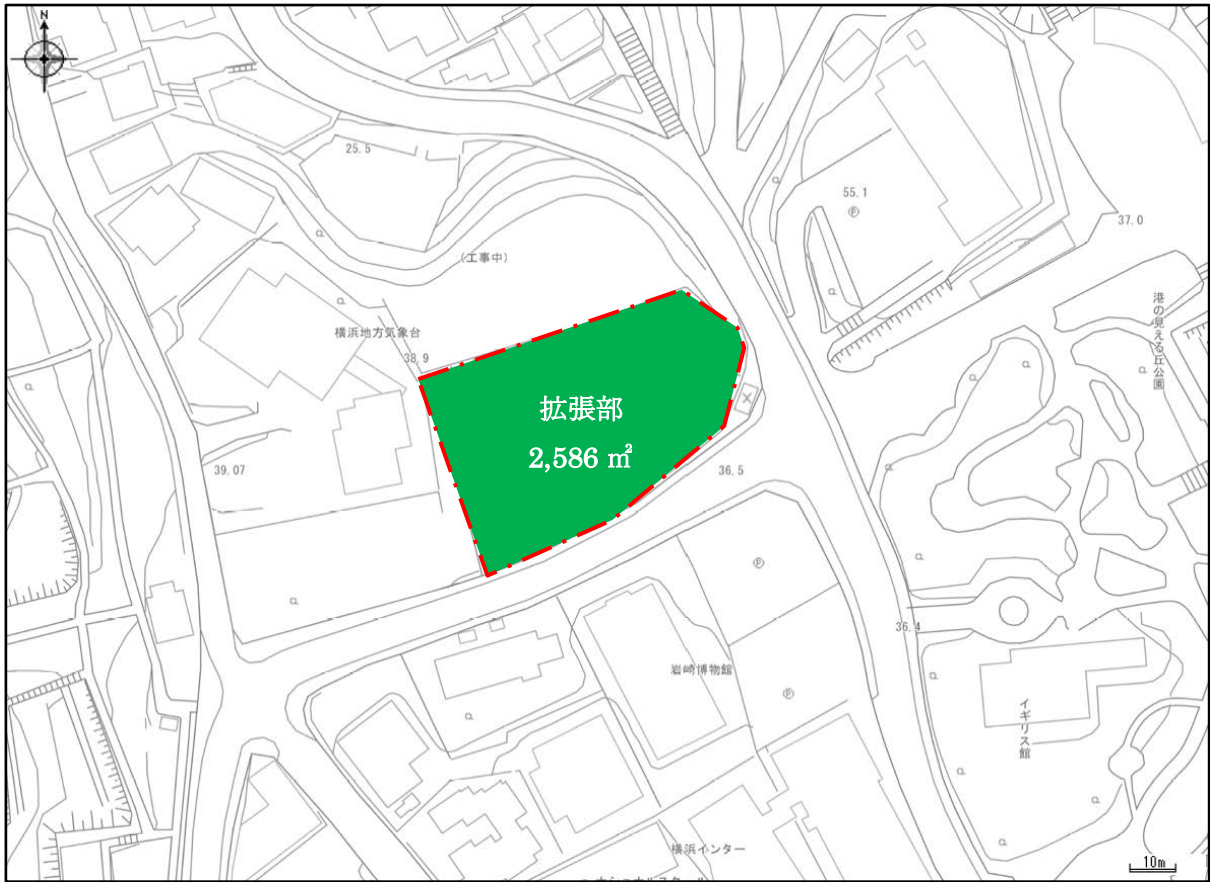 N
25.5
55.1
Ⓟ
37.0
(工事中)
港の見える丘公園
横浜地方気象台
38.9
拡張部
2,586 ㎡
39.07
36.5
Ⓟ
36.4
岩崎博物館
Ⓟ
イギリス館
横浜インター
10m